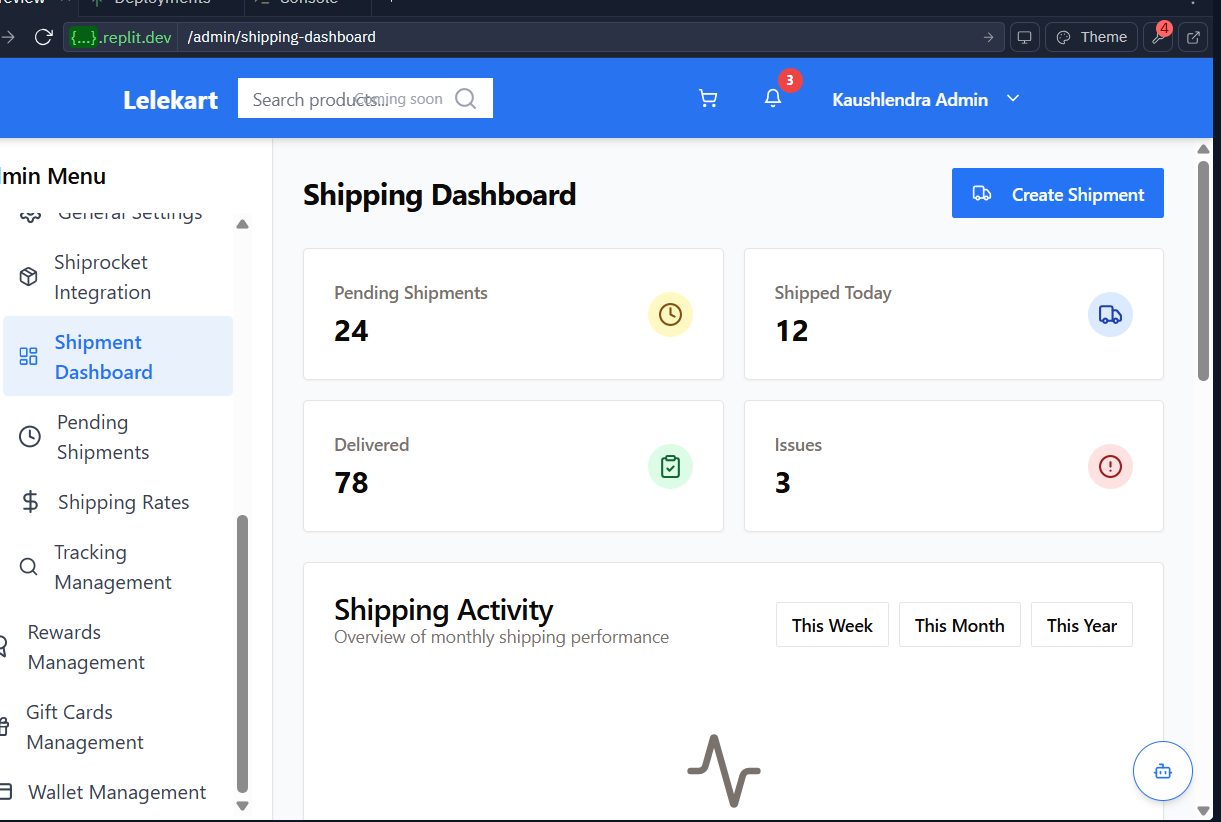 Deployments
Console
{...}.replit.dev
/admin/shipping-dashboard
Theme
4
Lelekart
Search products...
Coming soon
3
Kaushlendra Admin
Menu
General Settings
Shiprocket
Integration
Shipment
Dashboard
Pending
Shipments
Shipping Rates
Tracking
Management
Rewards
Management
Gift Cards
Management
Wallet Management
Shipping Dashboard
Create Shipment
Pending Shipments
24
Shipped Today
12
Delivered
78
Issues
3
Shipping Activity
Overview of monthly shipping performance
This Week
This Month
This Year